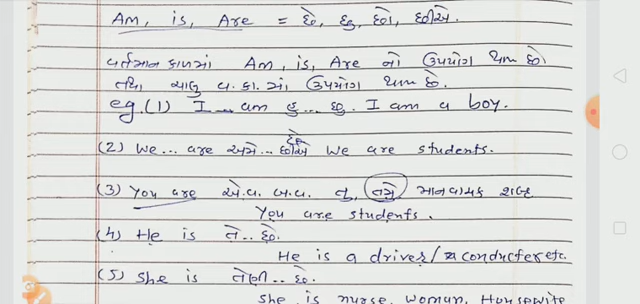 Am, is, Are = છે, છુ, છો, છીએ.
વર્તમાન કાળમાં Am, is, Are નો ઉપયોગ થાય છે
તથા ચાલુ વ.કા.માં ઉપયોગ થાય છે.
eg.(1) I... am હું... છુ. I am a boy.
(2) We... are અમે... છીએ We are students.
(3) You are એ.વ. બ.વ. તુ, તમે, માનવાચક શબ્દ
You are students.
(4) He is તે.. છે.
He is a driver/ conducter etc.
(5) She is તેણી.. છે.
She is nurse, woman, Housewife